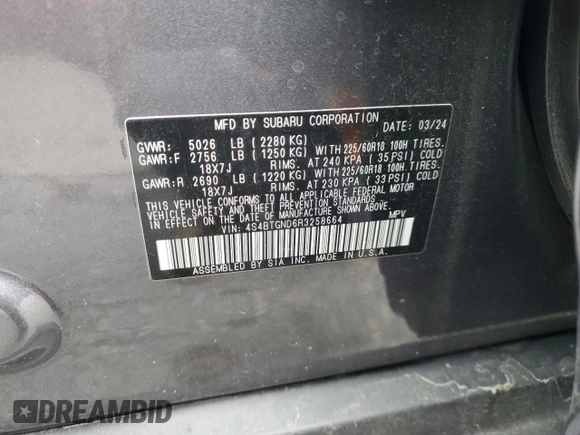 MFD BY SUBARU CORPORATION DATE: 03/24
GVWR: 5026 LB ( 2280 KG)
GAWR:F 2756 LB ( 1250 KG) WITH 225/60R18 100H TIRES.
18X7J RIMS. AT 240 KPA ( 35 PSI) COLD
GAWR:R 2690 LB ( 1220 KG) WITH 225/60R18 100H TIRES.
18X7J RIMS. AT 230 KPA ( 33 PSI) COLD
THIS VEHICLE CONFORMS TO ALL APPLICABLE FEDERAL MOTOR
VEHICLE SAFETY STANDARDS IN EFFECT ON THE DATE OF
MANUFACTURE SHOWN ABOVE.
VIN: 4S4BTGND6R3258664 MPV
ASSEMBLED BY SIA INC. MADE IN U.S.A.
DREAMBID